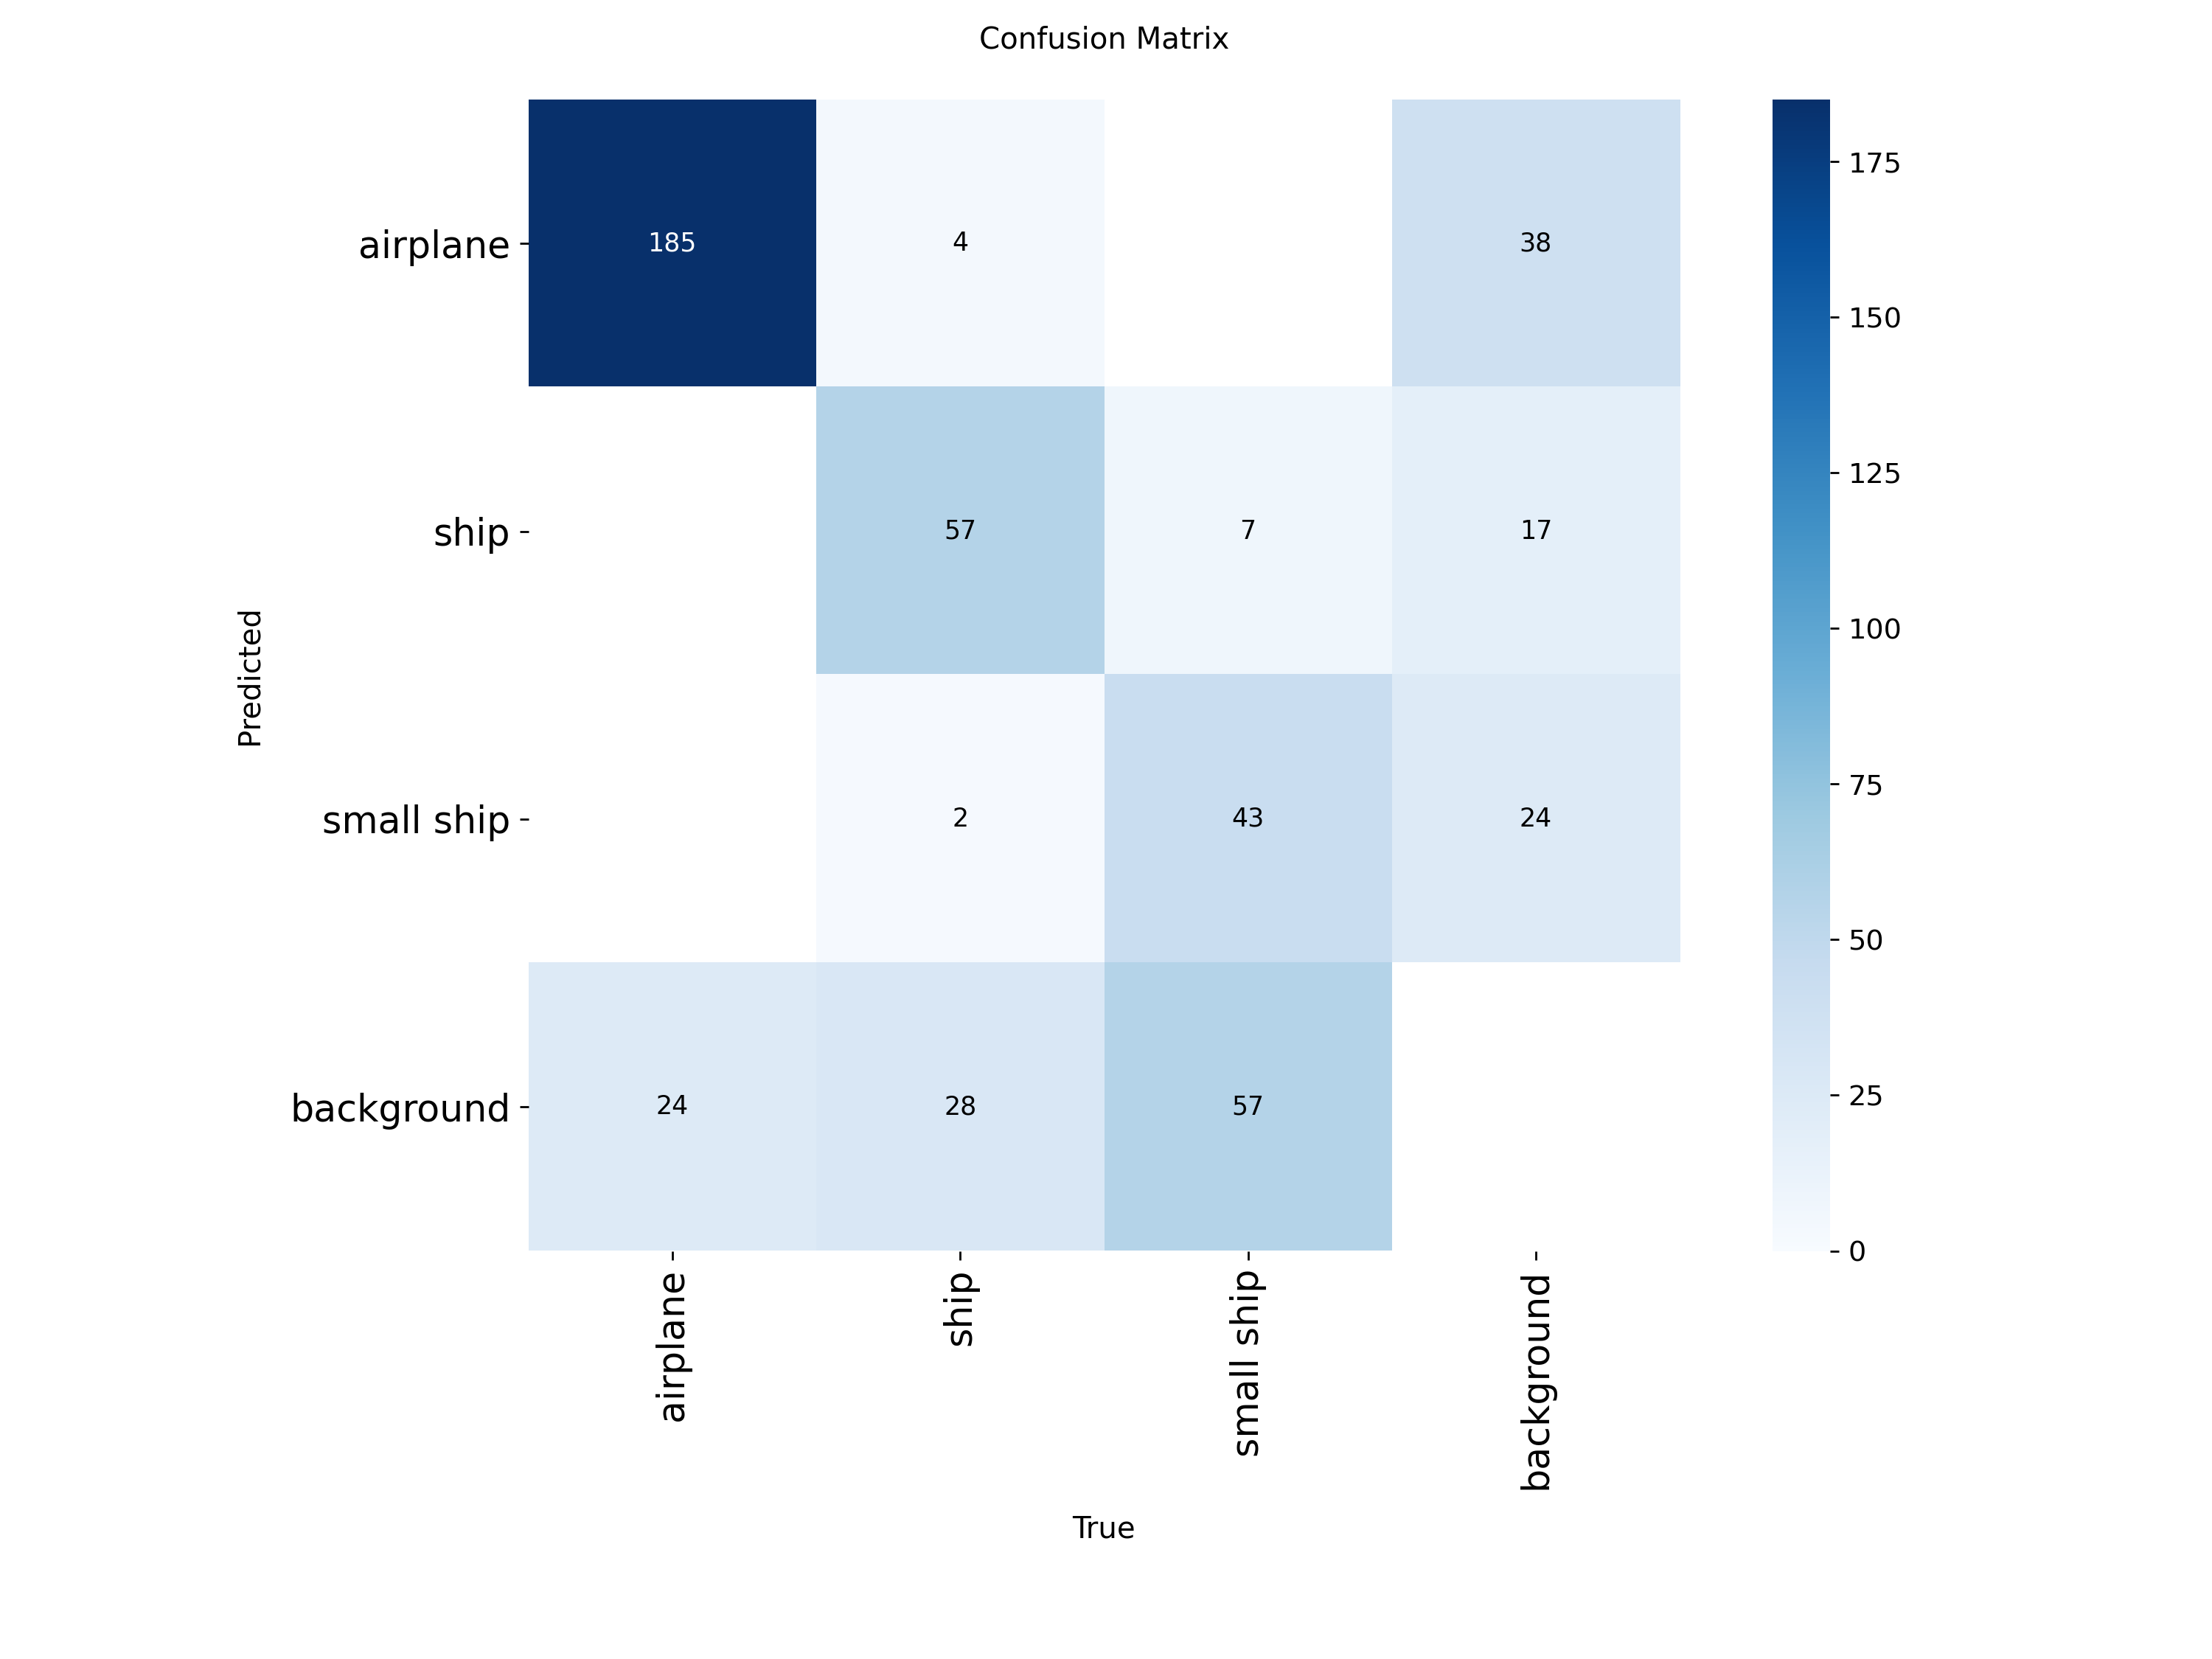 Confusion Matrix
airplane
185
4
38
ship
57
7
17
small ship
2
43
24
background
24
28
57
Predicted
airplane
ship
small ship
background
True
175
150
125
100
75
50
25
0